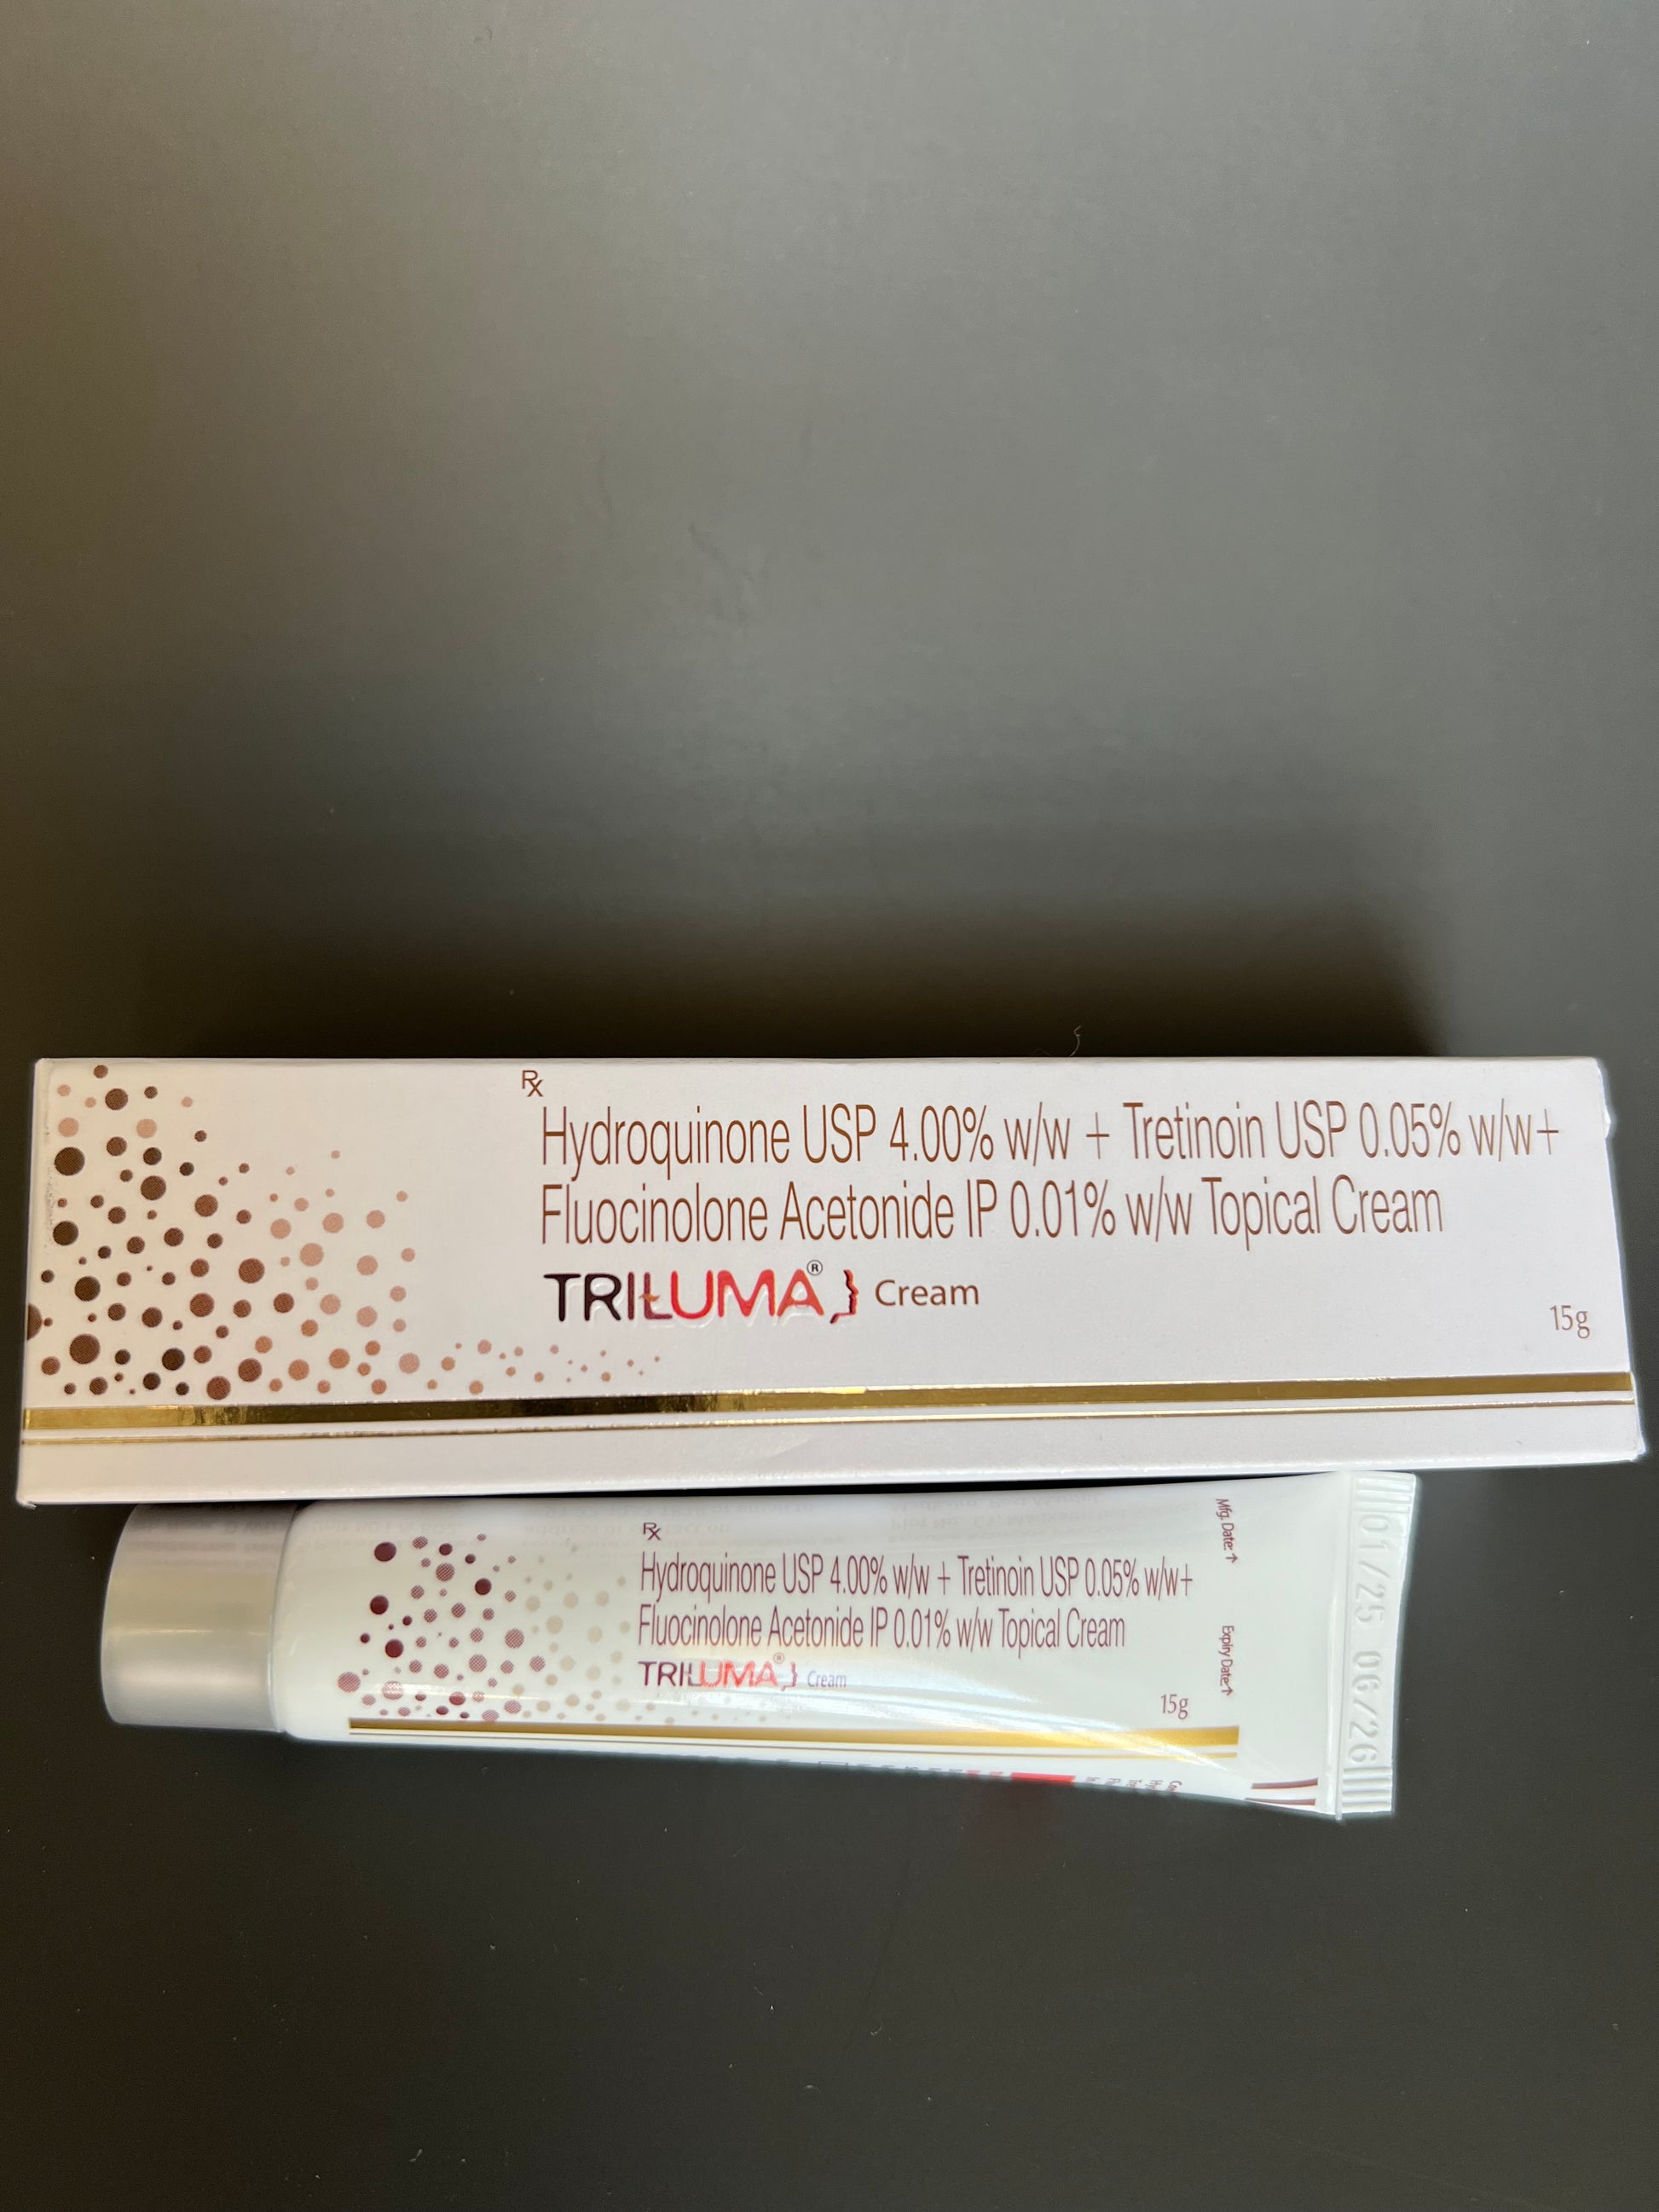 Rx
Hydroquinone USP 4.00% w/w + Tretinoin USP 0.05% w/w+
Fluocinolone Acetonide IP 0.01% w/w Topical Cream
TRILUMA® Cream
15g
Rx
Hydroquinone USP 4.00% w/w + Tretinoin USP 0.05% w/w+
Fluocinolone Acetonide IP 0.01% w/w Topical Cream
TRILUMA® Cream
15g
Mfg. Date:↑
Expiry Date:↑
01/25 06/26